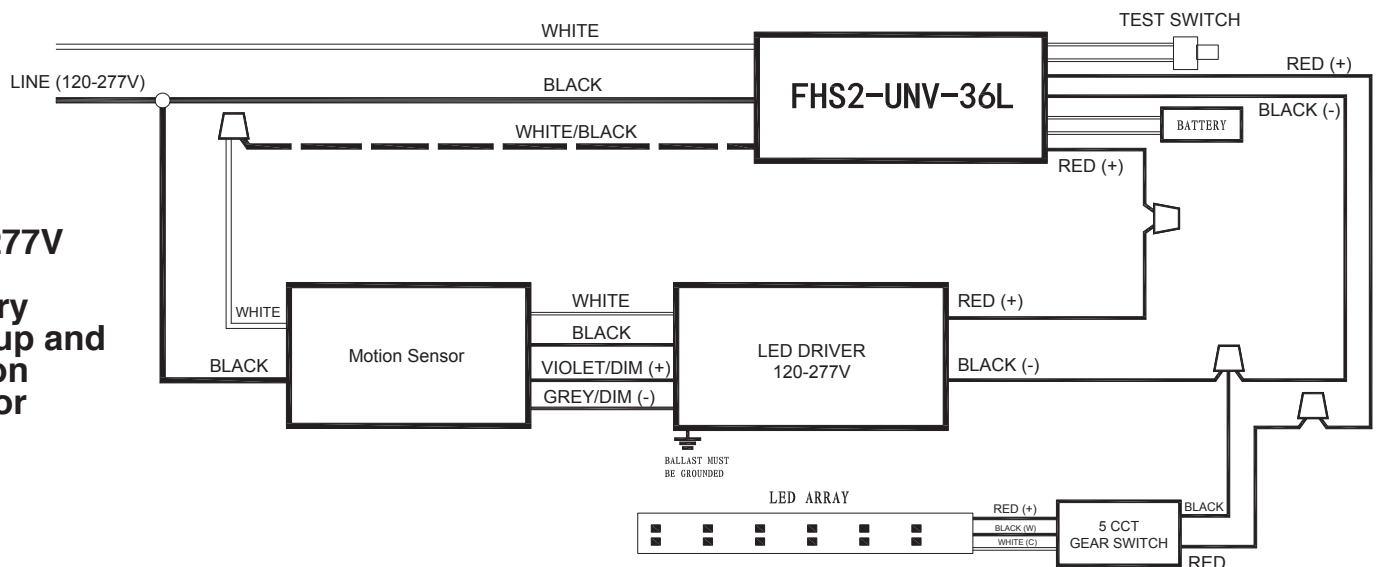 TEST SWITCH
WHITE
LINE (120-277V)
BLACK
FHS2-UNV-36L
RED (+)
BLACK (-)
BATTERY
WHITE/BLACK
RED (+)
277V
ry
up and
on
or
WHITE
BLACK
Motion Sensor
WHITE
BLACK
VIOLET/DIM (+)
GREY/DIM (-)
LED DRIVER
120-277V
RED (+)
BLACK (-)
BALLAST MUST
BE GROUNDED
LED ARRAY
RED (+)
BLACK (W)
WHITE (C)
5 CCT
GEAR SWITCH
BLACK
RED